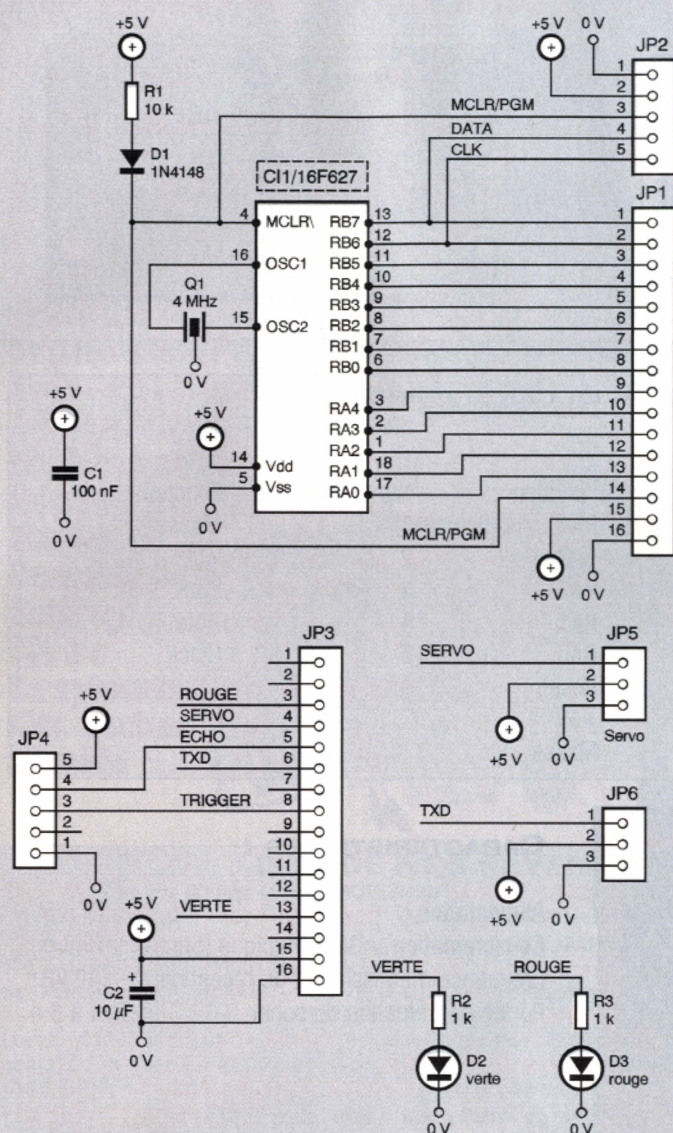 +5 V
+5 V
0 V
JP2
R1
10 k
1
2
3
4
5
MCLR/PGM
DATA
CLK
D1
1N4148
CI1/16F627
JP1
4
MCLR\
RB7
13
1
16
OSC1
RB6
12
2
RB5
11
3
RB4
10
4
Q1
4 MHz
RB3
9
5
15
OSC2
RB2
8
6
RB1
7
7
RB0
6
8
0 V
9
+5 V
+5 V
RA4
3
10
RA3
2
11
RA2
1
12
14
Vdd
RA1
18
13
5
Vss
RA0
17
14
C1
100 nF
0 V
0 V
MCLR/PGM
15
16
+5 V
0 V
JP3
JP5
1
2
ROUGE
3
SERVO
4
ECHO
5
TXD
6
7
TRIGGER
8
9
10
11
12
VERTE
13
14
15
16
SERVO
1
2
3
+5 V
0 V
Servo
JP4
+5 V
5
4
3
2
1
0 V
JP6
TXD
1
2
3
+5 V
0 V
+5 V
+
C2
10 µF
0 V
VERTE
ROUGE
R2
1 k
R3
1 k
D2
verte
D3
rouge
0 V
0 V